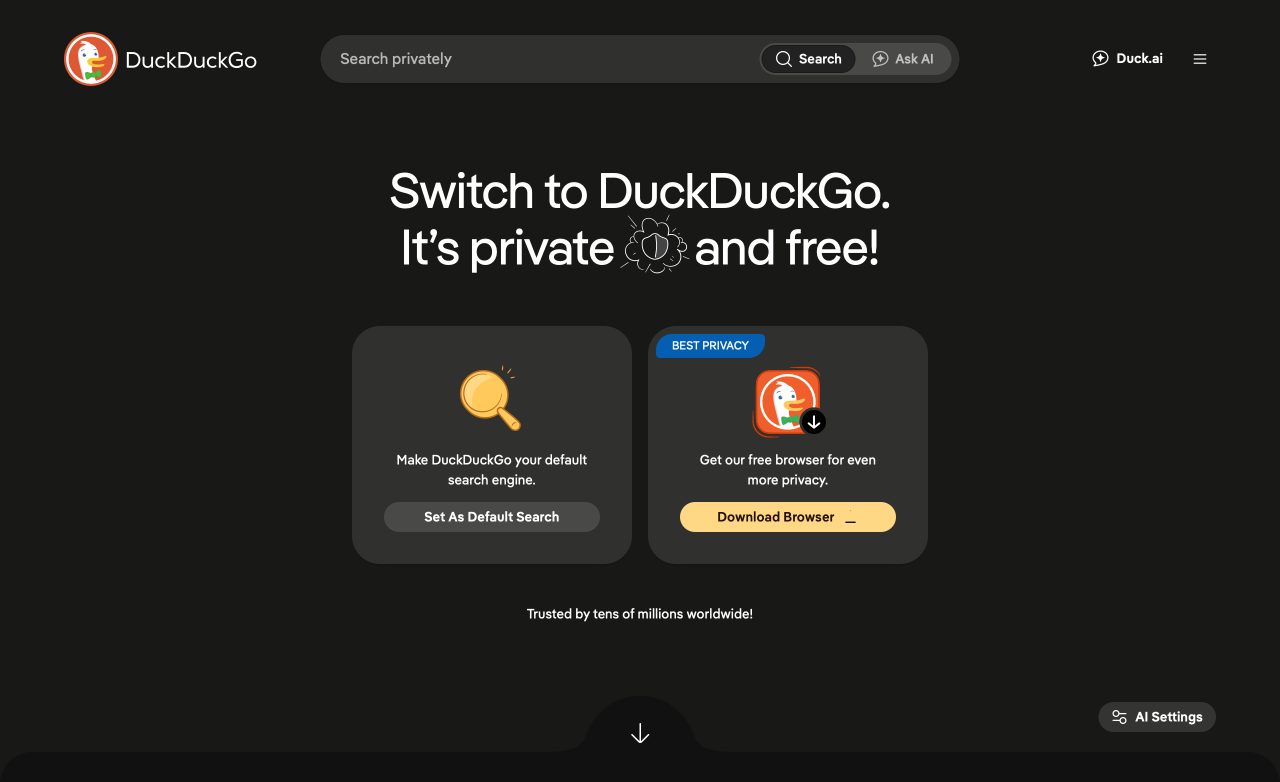 DuckDuckGo
Search privately
Search
Ask AI
Duck.ai
Switch to DuckDuckGo.
It’s private and free!
Make DuckDuckGo your default
search engine.
Set As Default Search
BEST PRIVACY
Get our free browser for even
more privacy.
Download Browser
Trusted by tens of millions worldwide!
AI Settings